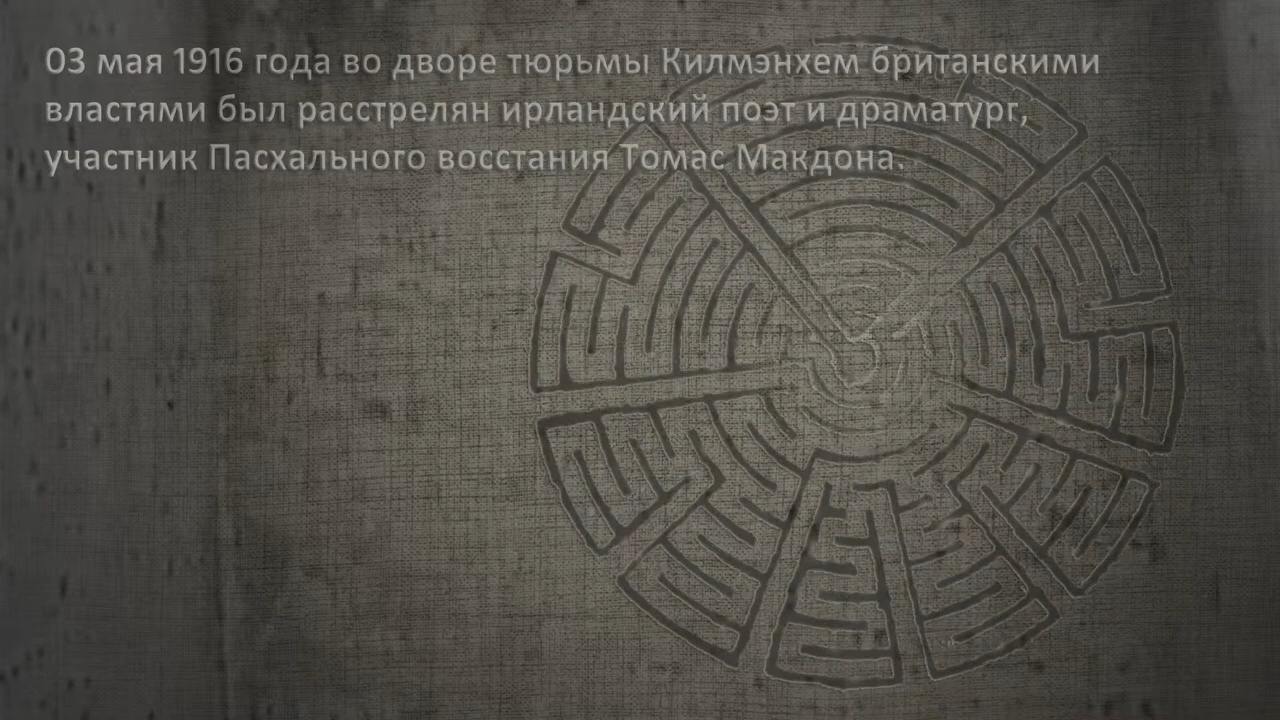 03 мая 1916 года во дворе тюрьмы Килмэнхем британскими
властями был расстрелян ирландский поэт и драматург,
участник Пасхального восстания Томас Макдона.